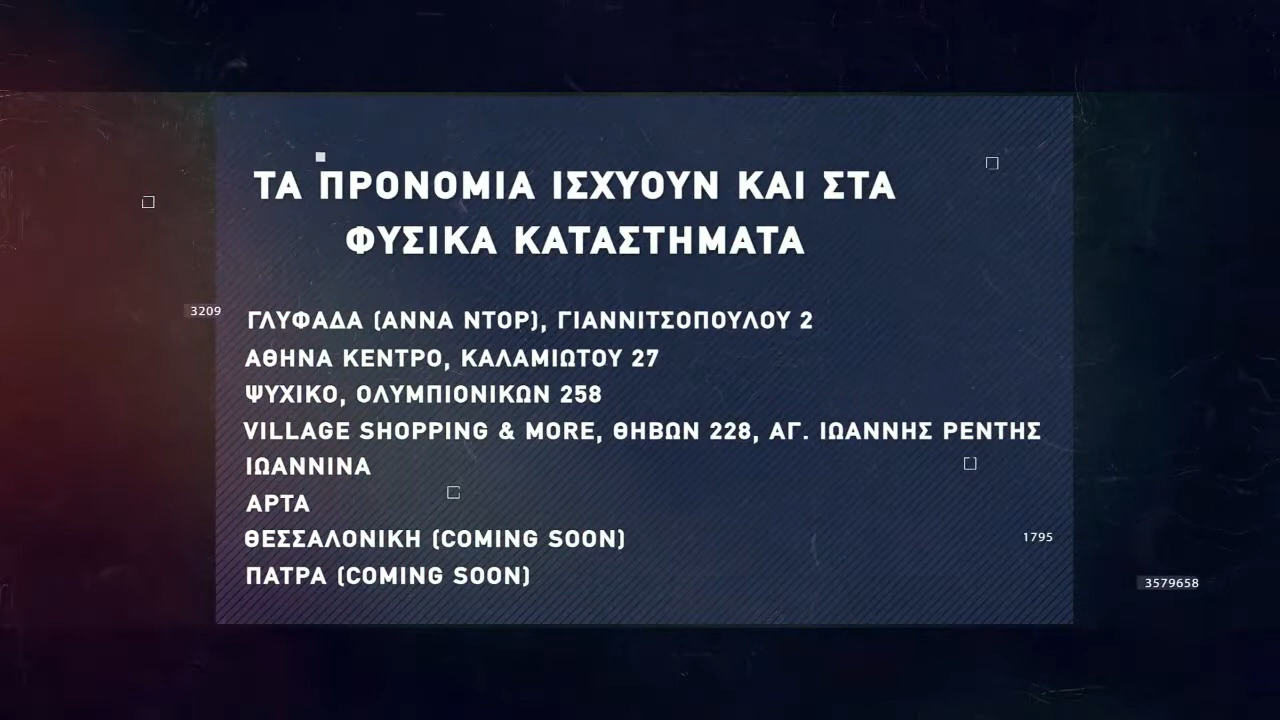 ΤΑ ΠΡΟΝΟΜΙΑ ΙΣΧΥΟΥΝ ΚΑΙ ΣΤΑ
ΦΥΣΙΚΑ ΚΑΤΑΣΤΗΜΑΤΑ
3209
ΓΛΥΦΑΔΑ (ΑΝΝΑ ΝΤΟΡ), ΓΙΑΝΝΙΤΣΟΠΟΥΛΟΥ 2
ΑΘΗΝΑ ΚΕΝΤΡΟ, ΚΑΛΑΜΙΩΤΟΥ 27
ΨΥΧΙΚΟ, ΟΛΥΜΠΙΟΝΙΚΩΝ 258
VILLAGE SHOPPING & MORE, ΘΗΒΩΝ 228, ΑΓ. ΙΩΑΝΝΗΣ ΡΕΝΤΗΣ
ΙΩΑΝΝΙΝΑ
ΑΡΤΑ
ΘΕΣΣΑΛΟΝΙΚΗ (COMING SOON)
1795
ΠΑΤΡΑ (COMING SOON)
3579658